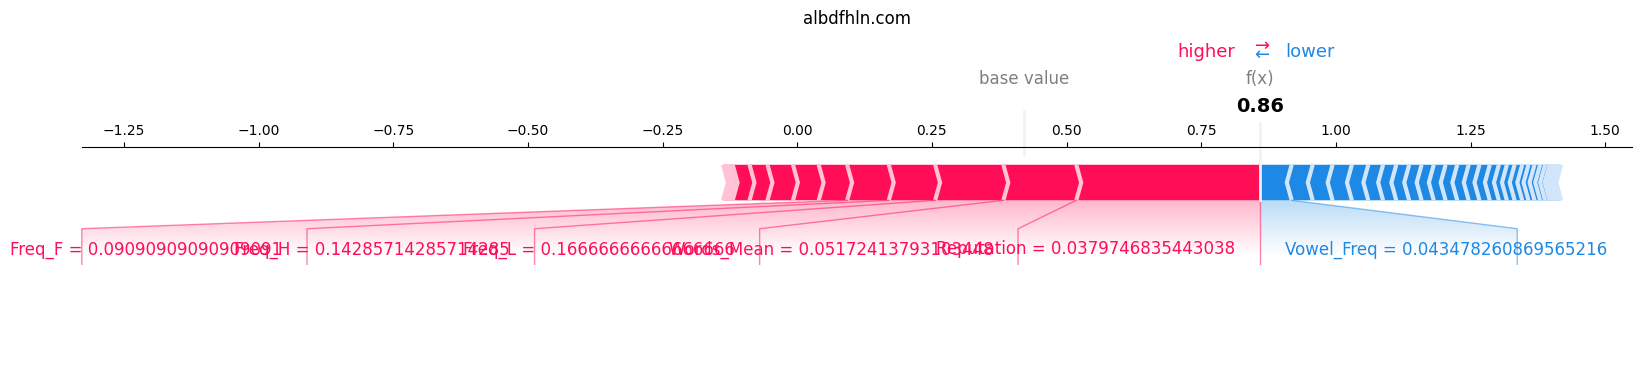 albdfhln.com
higher → ← lower
base value f(x)
0.86
−1.25 −1.00 −0.75 −0.50 −0.25 0.00 0.25 0.50 0.75 1.00 1.25 1.50
Freq_F = 0.09090909090909091 Freq_H = 0.14285714285714285 Freq_L = 0.16666666666666666 Words_Mean = 0.05172413793103448 Reputation = 0.0379746835443038 Vowel_Freq = 0.043478260869565216